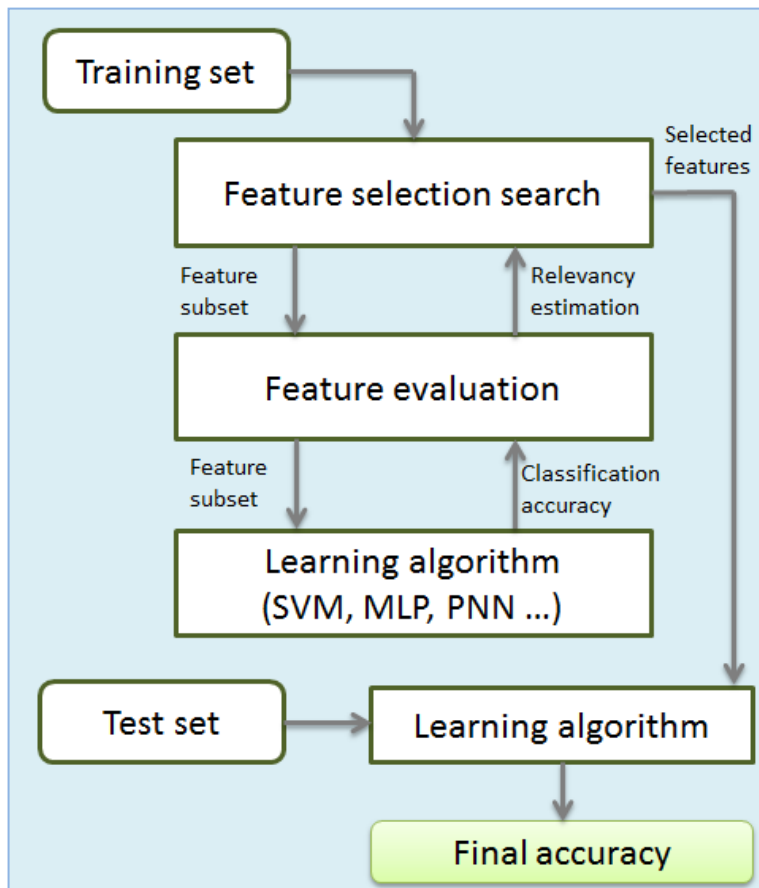 Training set
Selected
features
Feature selection search
Feature
subset
Relevancy
estimation
Feature evaluation
Feature
subset
Classification
accuracy
Learning algorithm
(SVM, MLP, PNN ...)
Test set
Learning algorithm
Final accuracy